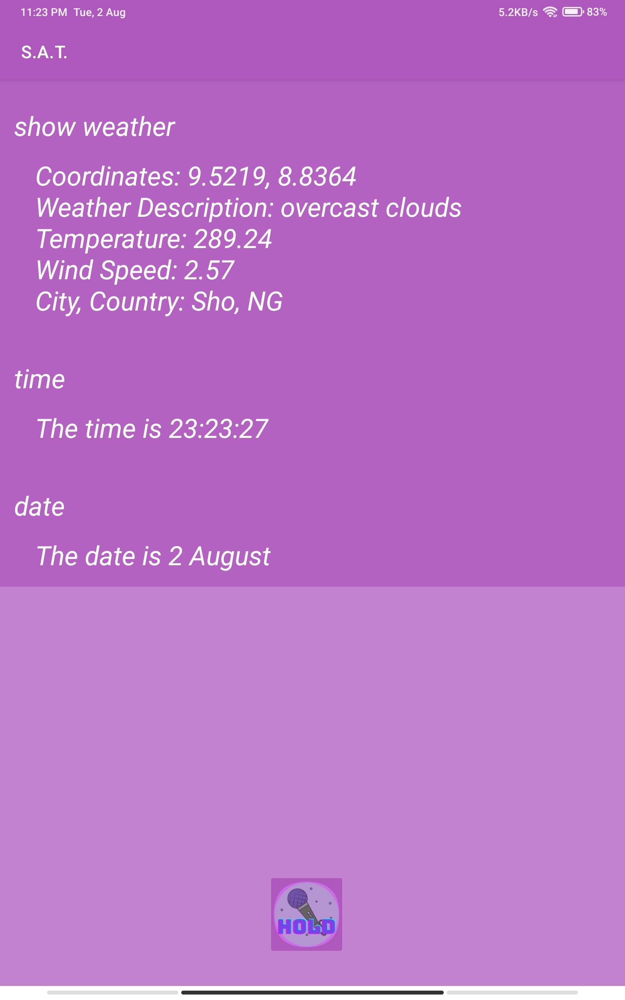 11:23 PM Tue, 2 Aug 5.2KB/s 83%
S.A.T.
show weather
Coordinates: 9.5219, 8.8364
Weather Description: overcast clouds
Temperature: 289.24
Wind Speed: 2.57
City, Country: Sho, NG
time
The time is 23:23:27
date
The date is 2 August
HOLD